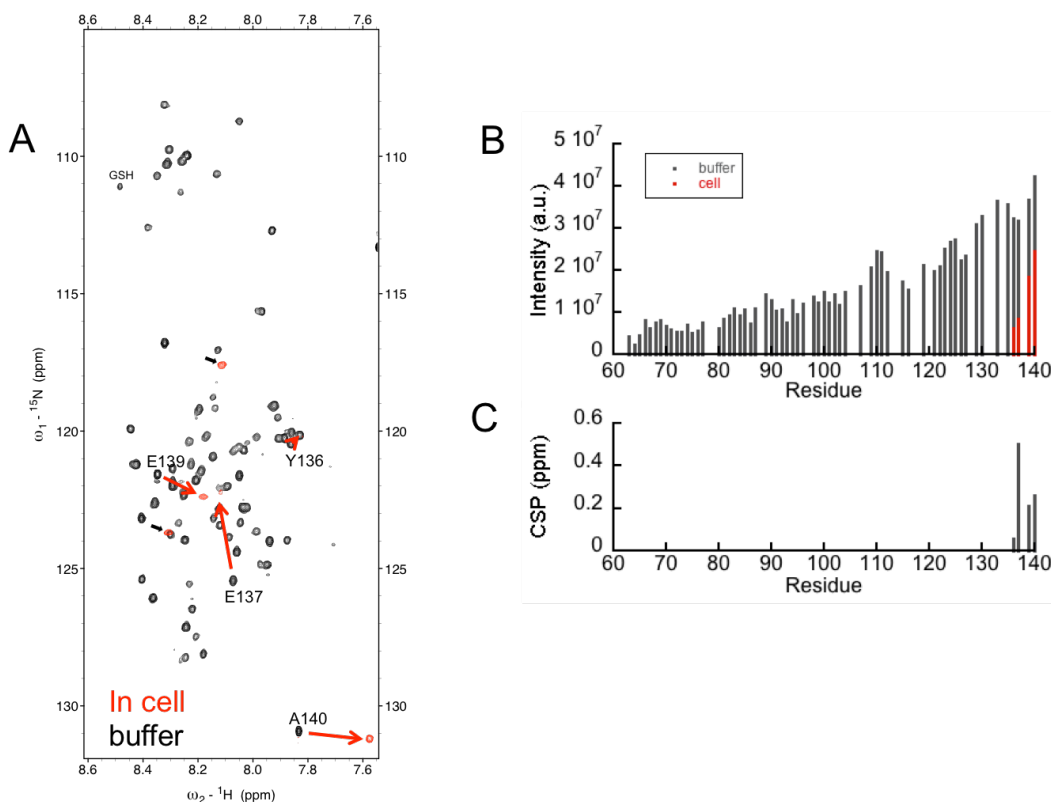 A
8.6 8.4 8.2 8.0 7.8 7.6
110 110
115 115
120 120
125 125
130 130
ω1 - 15N (ppm)
GSH
E139
Y136
E137
A140
In cell
buffer
8.6 8.4 8.2 8.0 7.8 7.6
ω2 - 1H (ppm)
B
Intensity (a.u.)
5 10^7
4 10^7
3 10^7
2 10^7
1 10^7
0
buffer
cell
60 70 80 90 100 110 120 130 140
Residue
C
CSP (ppm)
0.6
0.4
0.2
0
60 70 80 90 100 110 120 130 140
Residue